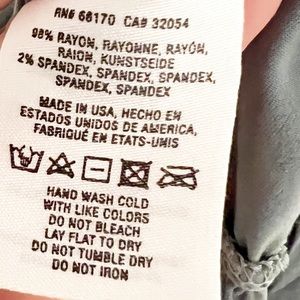 RN# 66170 CA# 32054
98% RAYON, RAYONNE, RAYÓN,
RAION, KUNSTSEIDE
2% SPANDEX, SPANDEX, SPANDEX,
SPANDEX, SPANDEX
MADE IN USA, HECHO EN
ESTADOS UNIDOS DE AMERICA,
FABRIQUÉ EN ETATS-UNIS
HAND WASH COLD
WITH LIKE COLORS
DO NOT BLEACH
LAY FLAT TO DRY
DO NOT TUMBLE DRY
DO NOT IRON